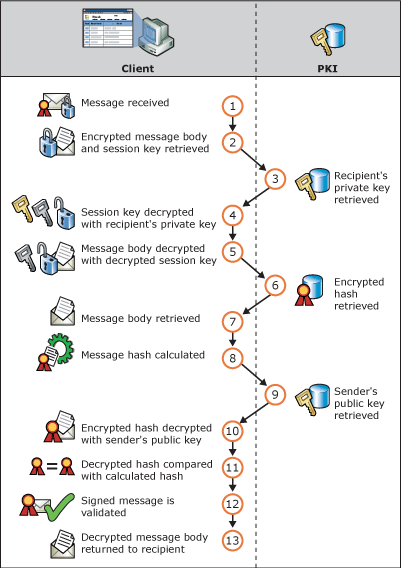 Client
PKI
Message received
1
Encrypted message body
and session key retrieved
2
3
Recipient's
private key
retrieved
Session key decrypted
with recipient's private key
4
Message body decrypted
with decrypted session key
5
6
Encrypted
hash
retrieved
Message body retrieved
7
Message hash calculated
8
9
Sender's
public key
retrieved
Encrypted hash decrypted
with sender's public key
10
Decrypted hash compared
with calculated hash
11
Signed message is
validated
12
Decrypted message body
returned to recipient
13